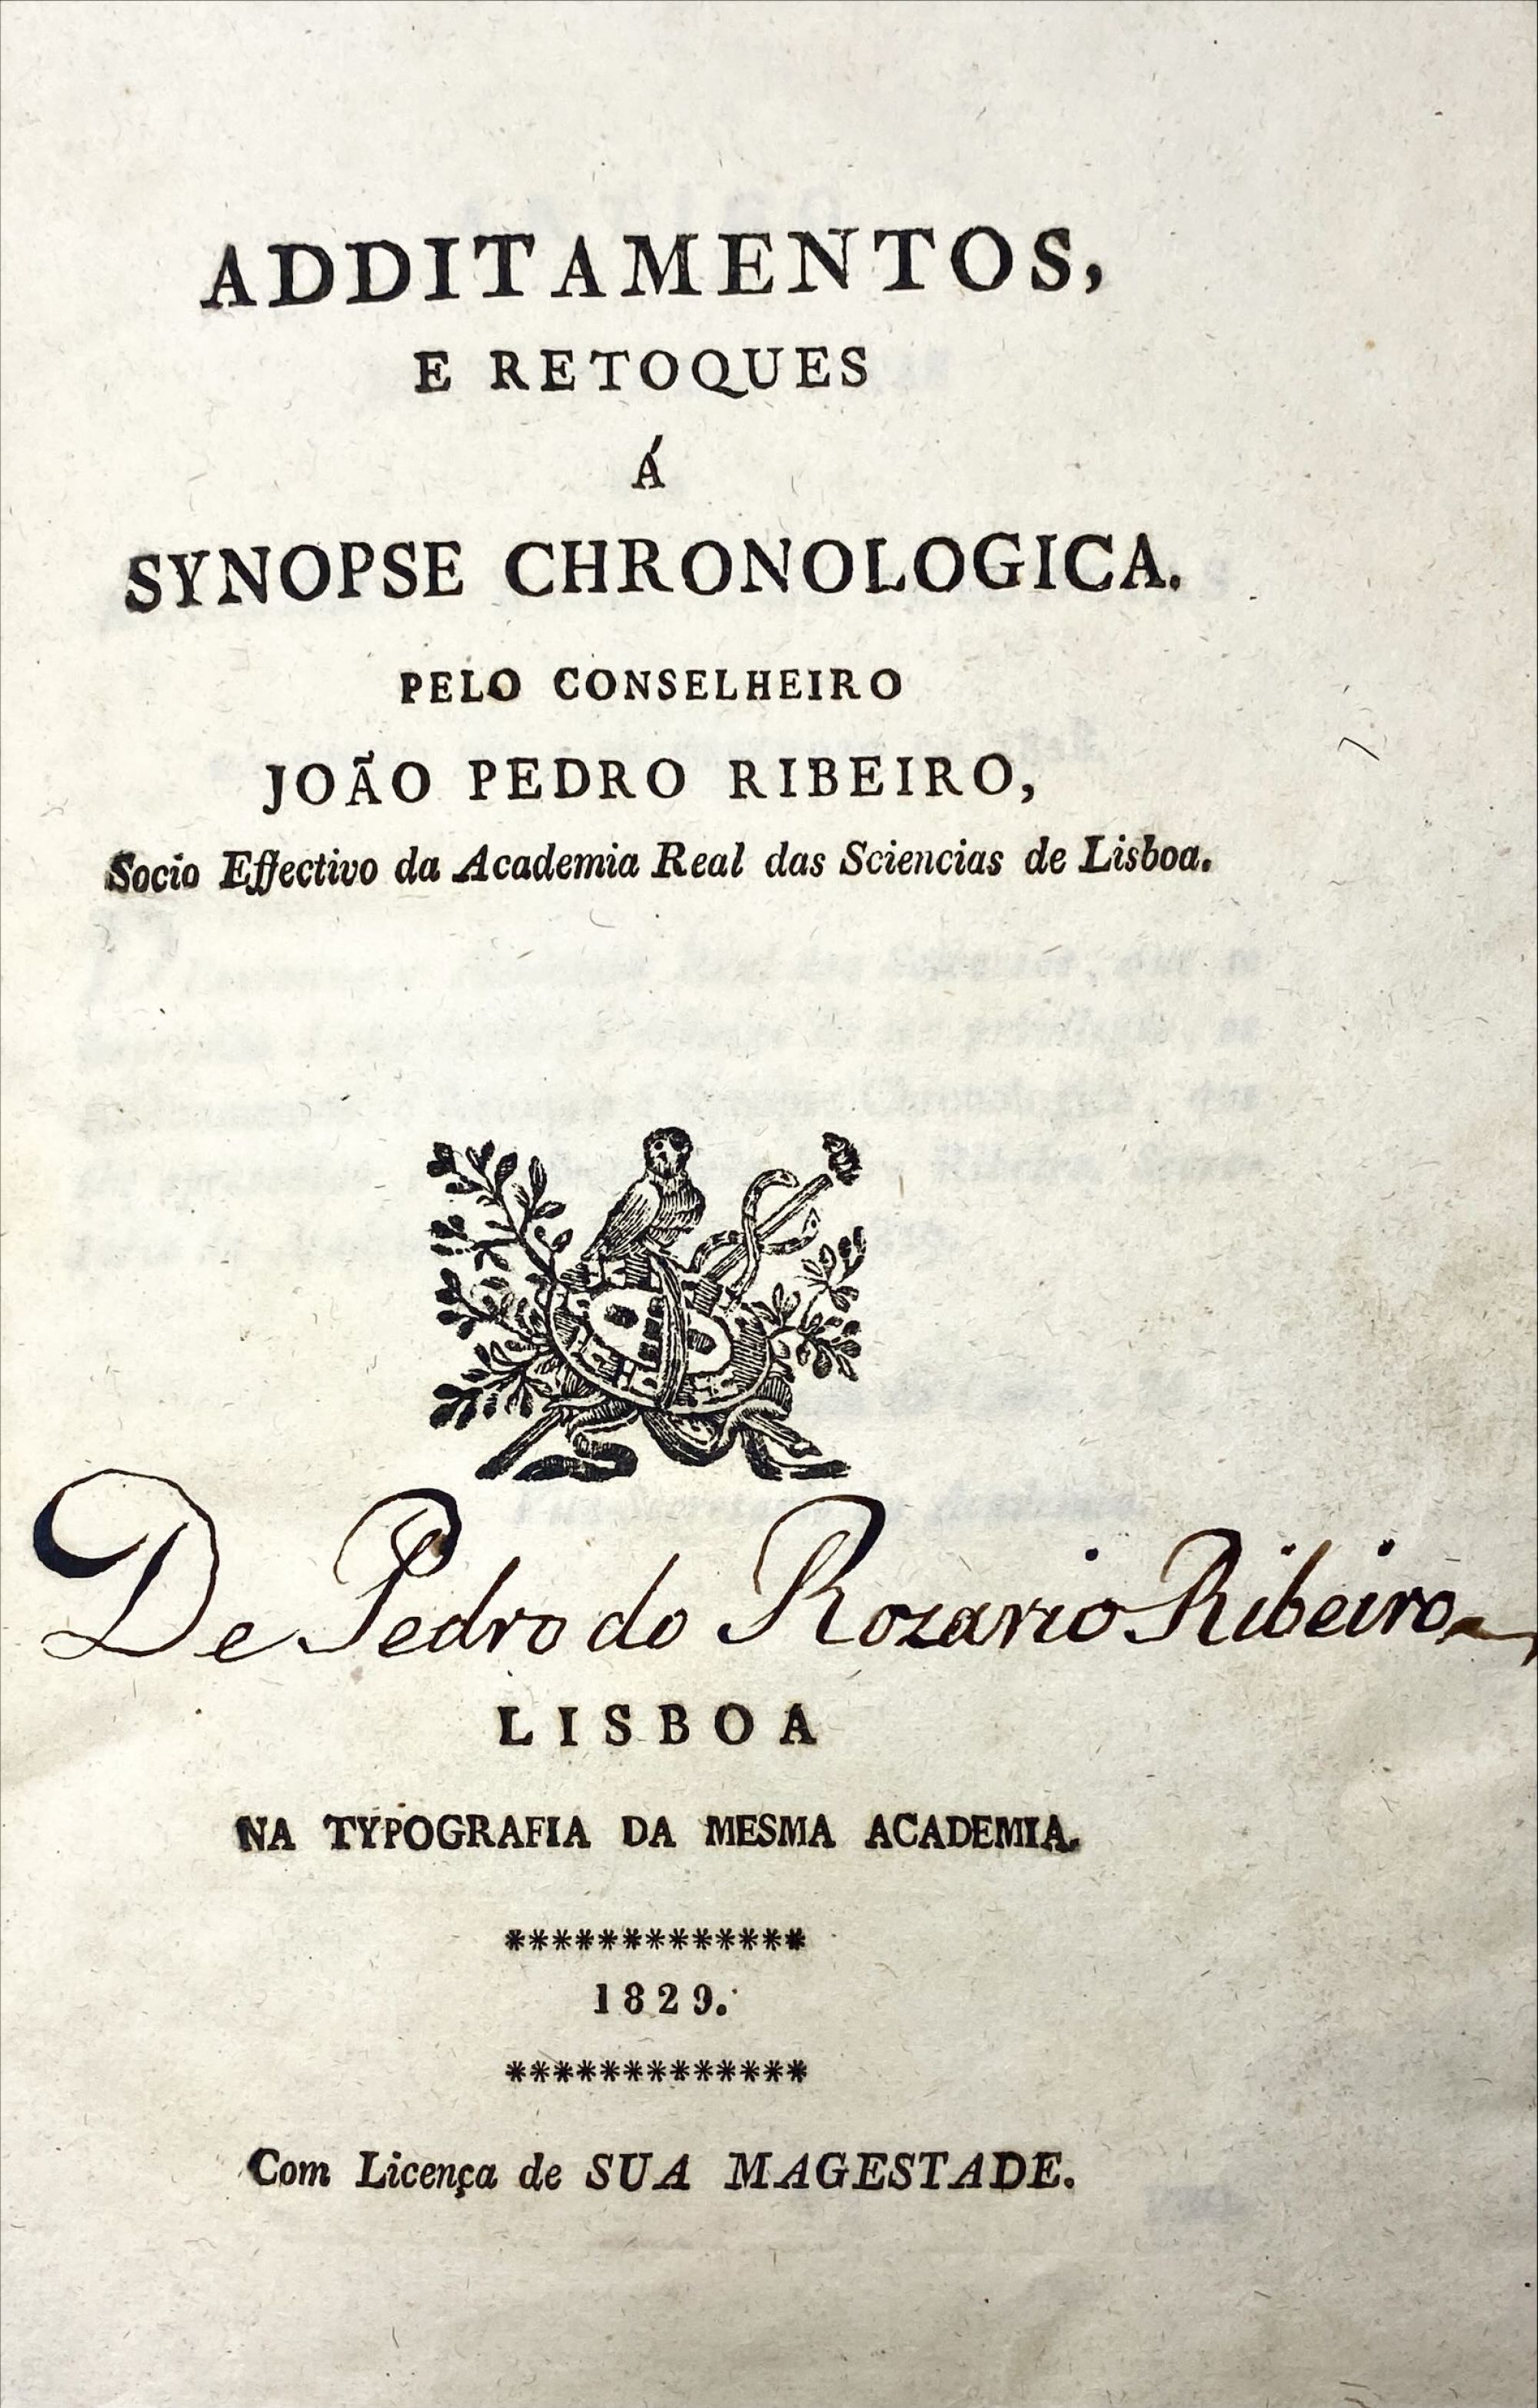 ADDITAMENTOS,
E RETOQUES
Á
SYNOPSE CHRONOLOGICA.
PELO CONSELHEIRO
JOÃO PEDRO RIBEIRO,
Socio Effectivo da Academia Real das Sciencias de Lisboa.
De Pedro do Rozario Ribeiro
LISBOA
NA TYPOGRAFIA DA MESMA ACADEMIA.
*************
1829.
*************
Com Licença de SUA MAGESTADE.